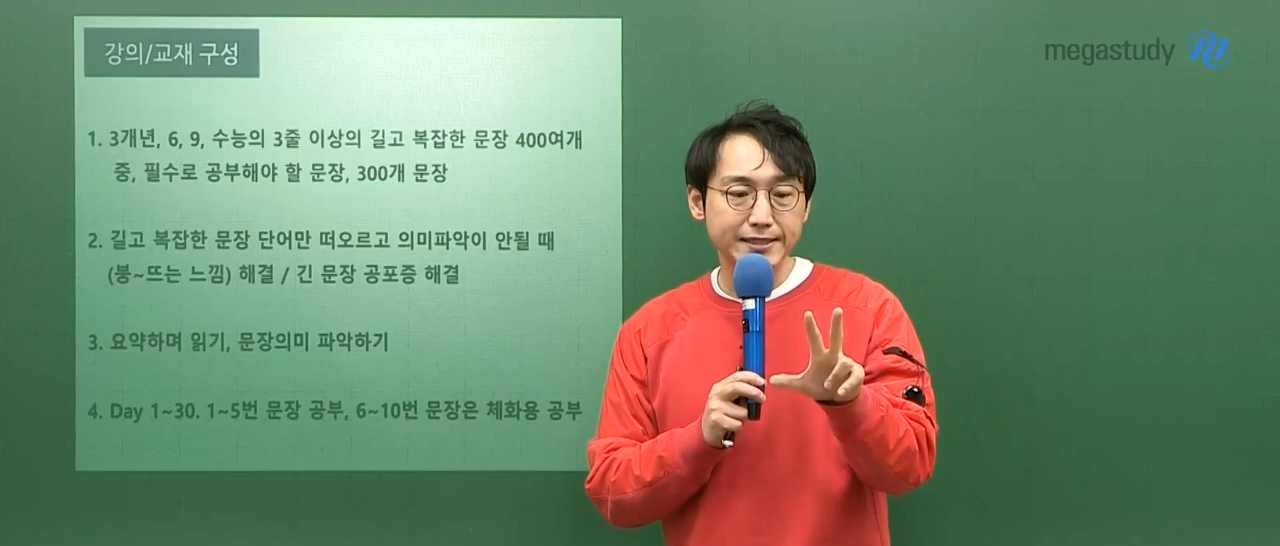 강의/교재 구성
megastudy
1. 3개년, 6, 9, 수능의 3줄 이상의 길고 복잡한 문장 400여개
중, 필수로 공부해야 할 문장, 300개 문장
2. 길고 복잡한 문장 단어만 떠오르고 의미파악이 안될 때
(붕~뜨는 느낌) 해결 / 긴 문장 공포증 해결
3. 요약하며 읽기, 문장의미 파악하기
4. Day 1~30. 1~5번 문장 공부, 6~10번 문장은 체화용 공부